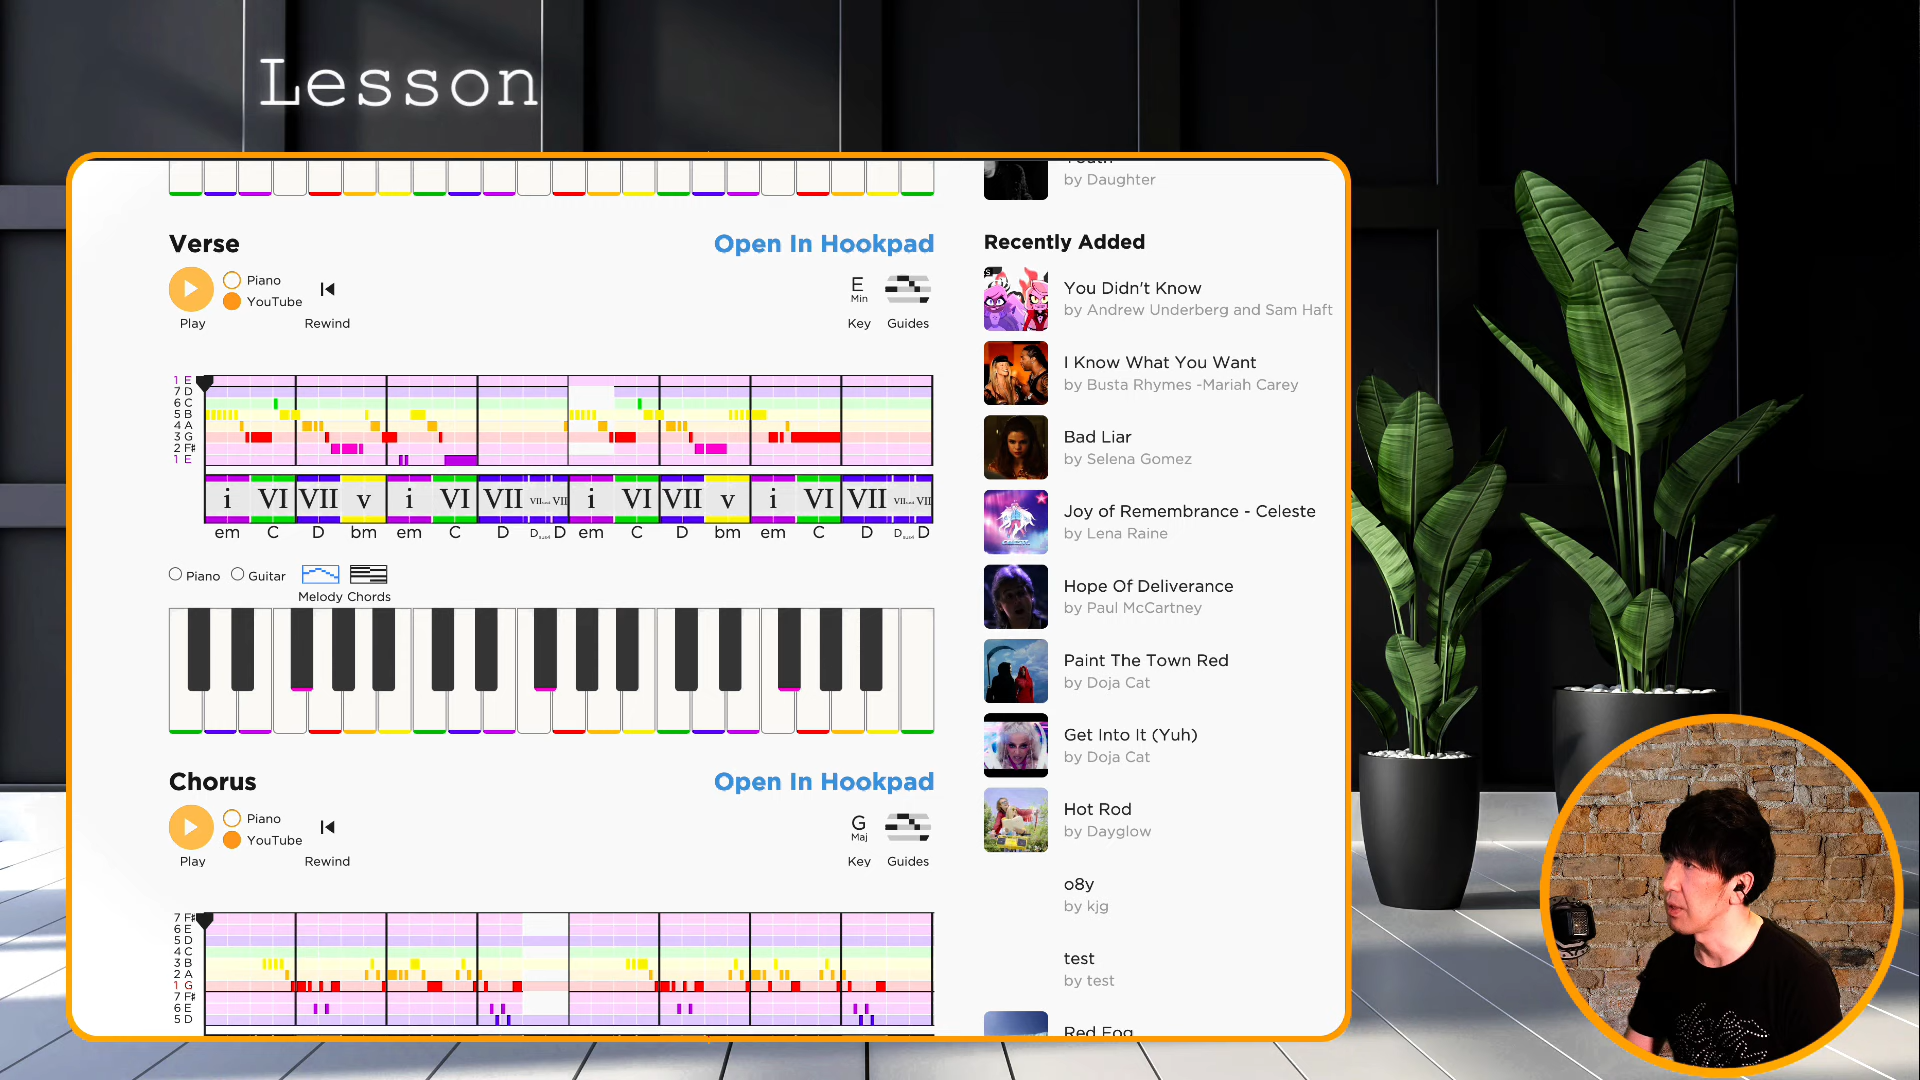 Lesson
Youth
by Daughter
Verse
Open In Hookpad
Recently Added
Piano
YouTube
Play
Rewind
E
Min
Key
Guides
You Didn't Know
by Andrew Underberg and Sam Haft
I Know What You Want
by Busta Rhymes -Mariah Carey
Bad Liar
by Selena Gomez
Joy of Remembrance - Celeste
by Lena Raine
Hope Of Deliverance
by Paul McCartney
Paint The Town Red
by Doja Cat
Get Into It (Yuh)
by Doja Cat
Hot Rod
by Dayglow
o8y
by kjg
test
by test
Red Fog
1 E
7 D
6 C
5 B
4 A
3 G
2 F#
1 E
i VI VII v i VI VII VII i VI VII v i VI VII VII
em C D bm em C D D em C D bm em C D D
Piano Guitar
Melody Chords
Chorus
Open In Hookpad
Piano
YouTube
Play
Rewind
G
Maj
Key
Guides
7 F#
6 E
5 D
4 C
3 B
2 A
1 G
7 F#
6 E
5 D